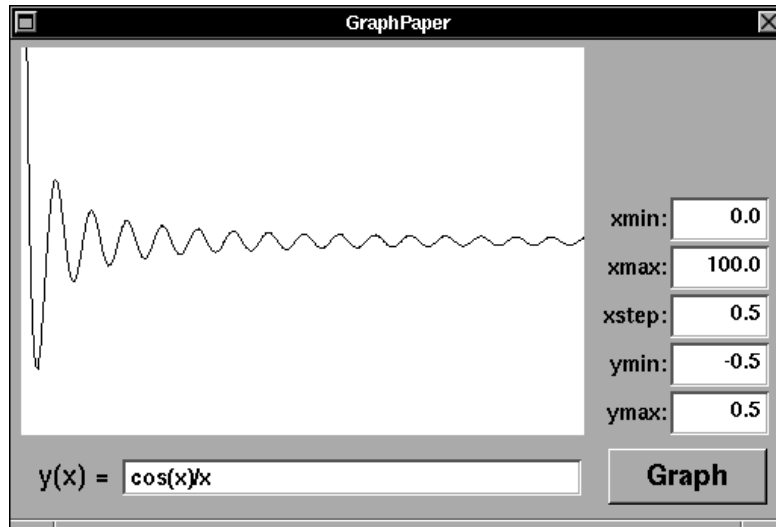 GraphPaper
xmin: 0.0
xmax: 100.0
xstep: 0.5
ymin: -0.5
ymax: 0.5
y(x) = cos(x)/x
Graph